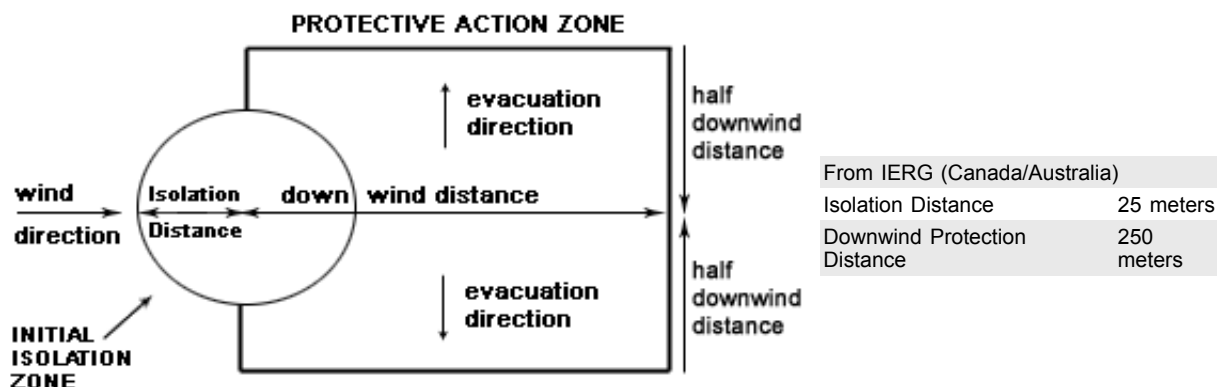 PROTECTIVE ACTION ZONE
evacuation
direction
half
downwind
distance
wind
direction
Isolation
Distance
down wind distance
evacuation
direction
half
downwind
distance
INITIAL
ISOLATION
ZONE
From IERG (Canada/Australia)
Isolation Distance 25 meters
Downwind Protection 250
Distance meters